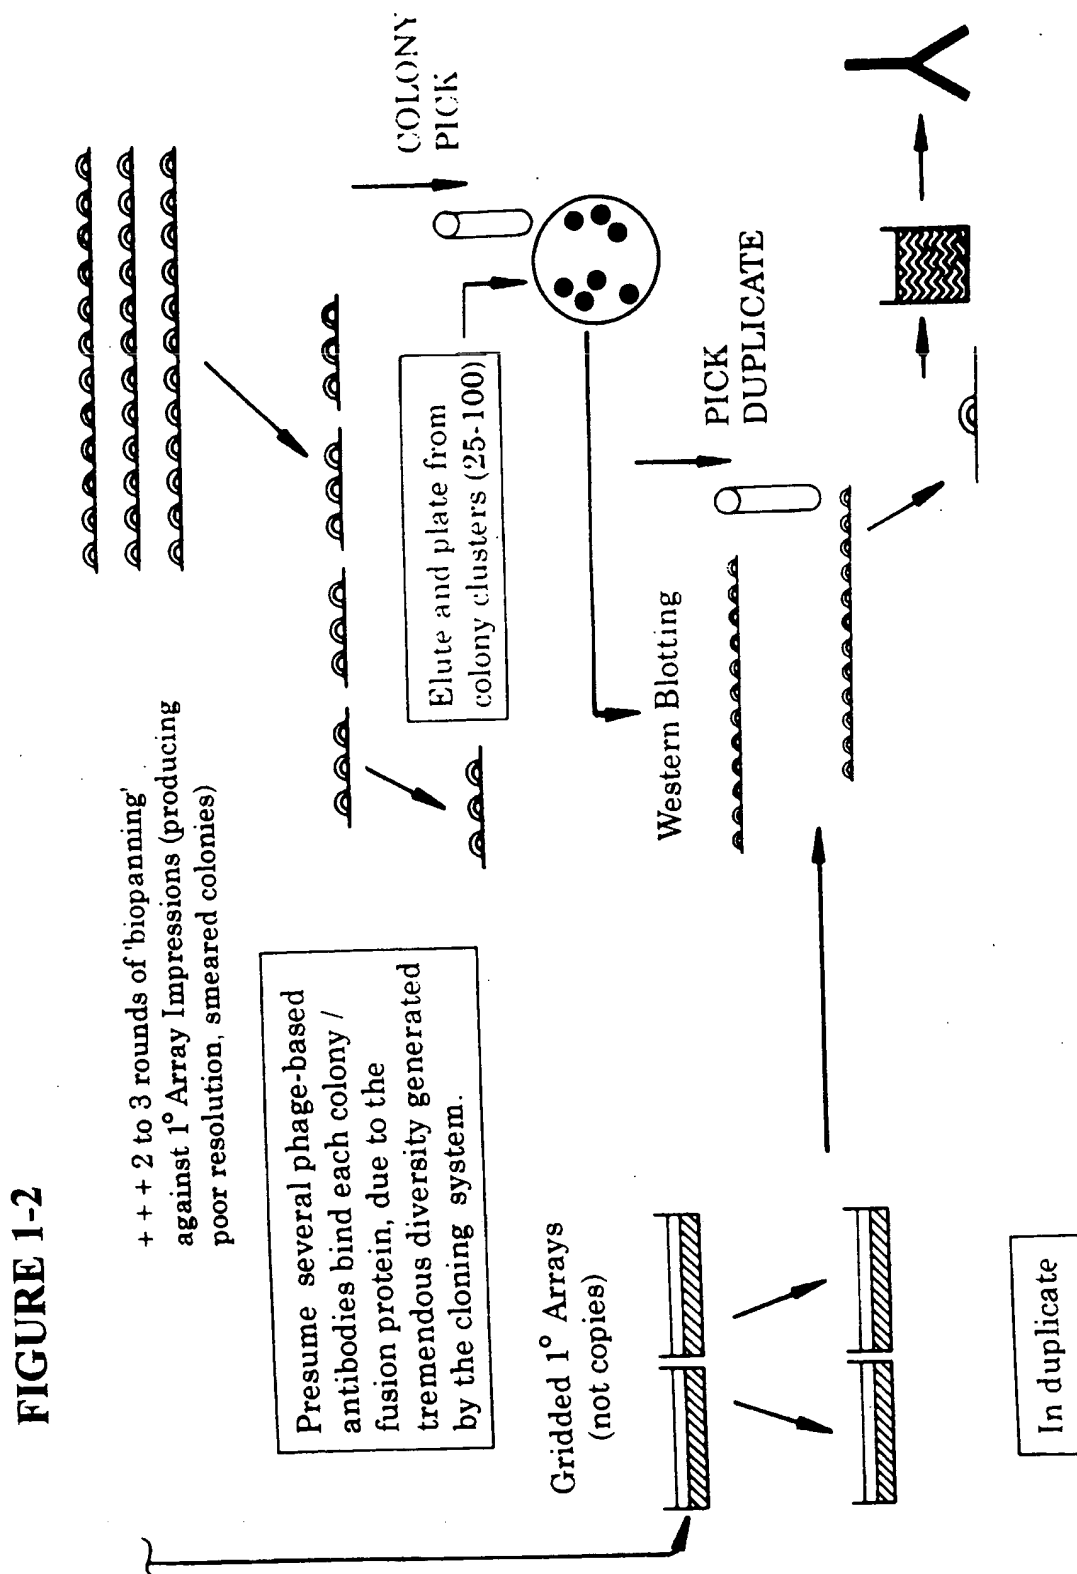 FIGURE 1-2
+ + + 2 to 3 rounds of 'biopanning'
against 1° Array Impressions (producing
poor resolution, smeared colonies)
COLONY
PICK
Presume several phage-based
antibodies bind each colony /
fusion protein, due to the
tremendous diversity generated
by the cloning system.
Elute and plate from
colony clusters (25-100)
Gridded 1° Arrays
(not copies)
Western Blotting
PICK
DUPLICATE
In duplicate